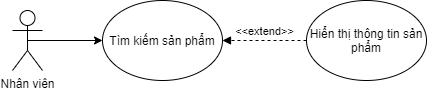 Nhân viên
Tìm kiếm sản phẩm
<<extend>>
Hiển thị thông tin sản
phẩm